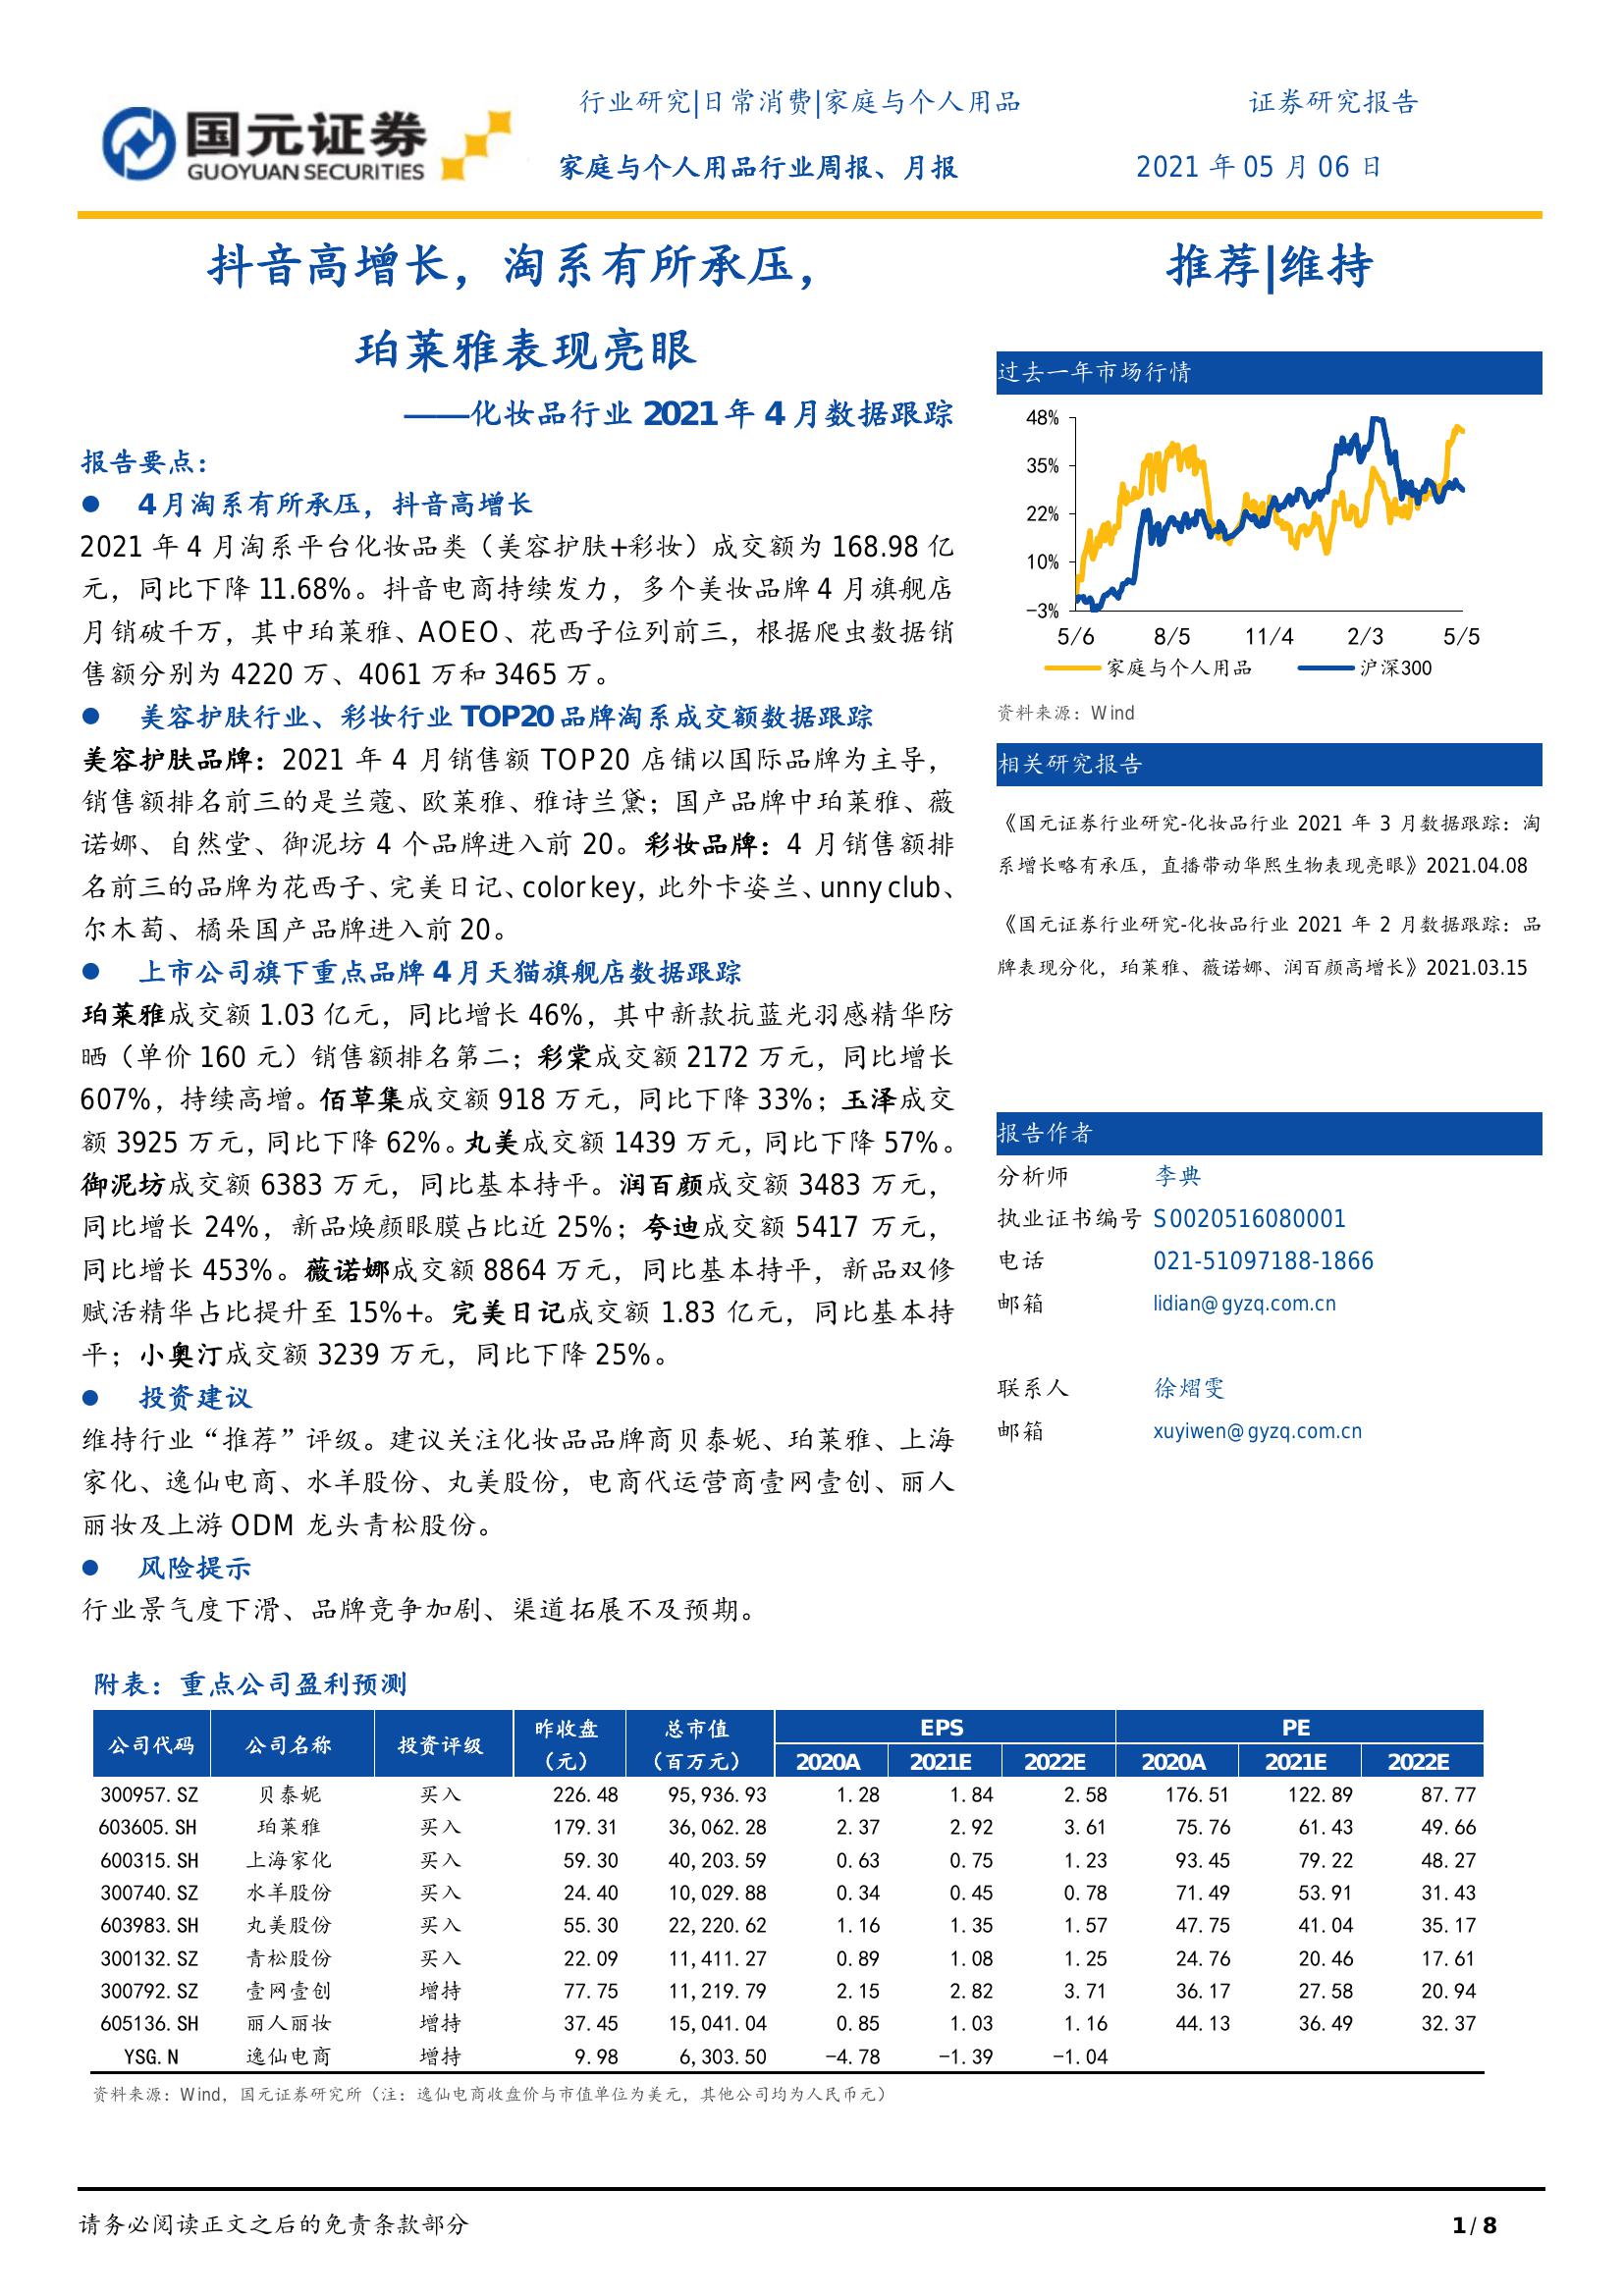 国元证券
GUOYUAN SECURITIES
行业研究|日常消费|家庭与个人用品
证券研究报告
家庭与个人用品行业周报、月报
2021 年 05 月 06 日
抖音高增长，淘系有所承压，
珀莱雅表现亮眼
——化妆品行业 2021 年 4 月数据跟踪
报告要点：
● 4 月淘系有所承压，抖音高增长
2021 年 4 月淘系平台化妆品类（美容护肤+彩妆）成交额为 168.98 亿
元，同比下降 11.68%。抖音电商持续发力，多个美妆品牌 4 月旗舰店
月销破千万，其中珀莱雅、AOEO、花西子位列前三，根据爬虫数据销
售额分别为 4220 万、4061 万和 3465 万。
● 美容护肤行业、彩妆行业 TOP20 品牌淘系成交额数据跟踪
美容护肤品牌：2021 年 4 月销售额 TOP20 店铺以国际品牌为主导，
销售额排名前三的是兰蔻、欧莱雅、雅诗兰黛；国产品牌中珀莱雅、薇
诺娜、自然堂、御泥坊 4 个品牌进入前 20。彩妆品牌：4 月销售额排
名前三的品牌为花西子、完美日记、colorkey，此外卡姿兰、unny club、
尔木萄、橘朵国产品牌进入前 20。
● 上市公司旗下重点品牌 4 月天猫旗舰店数据跟踪
珀莱雅成交额 1.03 亿元，同比增长 46%，其中新款抗蓝光羽感精华防
晒（单价 160 元）销售额排名第二；彩棠成交额 2172 万元，同比增长
607%，持续高增。佰草集成交额 918 万元，同比下降 33%；玉泽成交
额 3925 万元，同比下降 62%。丸美成交额 1439 万元，同比下降 57%。
御泥坊成交额 6383 万元，同比基本持平。润百颜成交额 3483 万元，
同比增长 24%，新品焕颜眼膜占比近 25%；夸迪成交额 5417 万元，
同比增长 453%。薇诺娜成交额 8864 万元，同比基本持平，新品双修
赋活精华占比提升至 15%+。完美日记成交额 1.83 亿元，同比基本持
平；小奥汀成交额 3239 万元，同比下降 25%。
● 投资建议
维持行业“推荐”评级。建议关注化妆品品牌商贝泰妮、珀莱雅、上海
家化、逸仙电商、水羊股份、丸美股份，电商代运营商壹网壹创、丽人
丽妆及上游 ODM 龙头青松股份。
● 风险提示
行业景气度下滑、品牌竞争加剧、渠道拓展不及预期。
推荐|维持
过去一年市场行情
48%
35%
22%
10%
-3%
5/6 8/5 11/4 2/3 5/5
家庭与个人用品 沪深300
资料来源：Wind
相关研究报告
《国元证券行业研究-化妆品行业 2021 年 3 月数据跟踪：淘
系增长略有承压，直播带动华熙生物表现亮眼》2021.04.08
《国元证券行业研究-化妆品行业 2021 年 2 月数据跟踪：品
牌表现分化，珀莱雅、薇诺娜、润百颜高增长》2021.03.15
报告作者
分析师 李典
执业证书编号 S0020516080001
电话 021-51097188-1866
邮箱 lidian@gyzq.com.cn
联系人 徐熠雯
邮箱 xuyiwen@gyzq.com.cn
附表：重点公司盈利预测
公司代码 公司名称 投资评级 昨收盘（元） 总市值（百万元） EPS PE
2020A 2021E 2022E 2020A 2021E 2022E
300957.SZ 贝泰妮 买入 226.48 95,936.93 1.28 1.84 2.58 176.51 122.89 87.77
603605.SH 珀莱雅 买入 179.31 36,062.28 2.37 2.92 3.61 75.76 61.43 49.66
600315.SH 上海家化 买入 59.30 40,203.59 0.63 0.75 1.23 93.45 79.22 48.27
300740.SZ 水羊股份 买入 24.40 10,029.88 0.34 0.45 0.78 71.49 53.91 31.43
603983.SH 丸美股份 买入 55.30 22,220.62 1.16 1.35 1.57 47.75 41.04 35.17
300132.SZ 青松股份 买入 22.09 11,411.27 0.89 1.08 1.25 24.76 20.46 17.61
300792.SZ 壹网壹创 增持 77.75 11,219.79 2.15 2.82 3.71 36.17 27.58 20.94
605136.SH 丽人丽妆 增持 37.45 15,041.04 0.85 1.03 1.16 44.13 36.49 32.37
YSG.N 逸仙电商 增持 9.98 6,303.50 -4.78 -1.39 -1.04
资料来源：Wind，国元证券研究所（注：逸仙电商收盘价与市值单位为美元，其他公司均为人民币元）
请务必阅读正文之后的免责条款部分
1 / 8